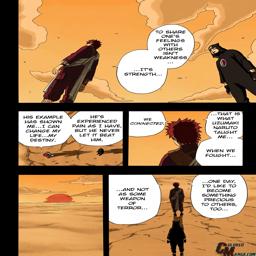 TO SHARE
ONE'S
FEELINGS
WITH
OTHERS
ISN'T
WEAKNESS...
...IT'S
STRENGTH...
HIS EXAMPLE
HAS SHOWN
ME...I CAN
CHANGE MY
LIFE...MY
DESTINY.
HE'S
EXPERIENCED
PAIN AS I HAVE,
BUT HE NEVER
LET IT BEAT
HIM.
WE
CONNECTED.
...THAT IS
WHAT
UZUMAKI
NARUTO
TAUGHT
ME...
WHEN WE
FOUGHT...
...AND NOT
AS SOME
WEAPON
OF
TERROR...
...ONE DAY,
I'D LIKE TO
BECOME
SOMETHING
PRECIOUS
TO OTHERS,
TOO...